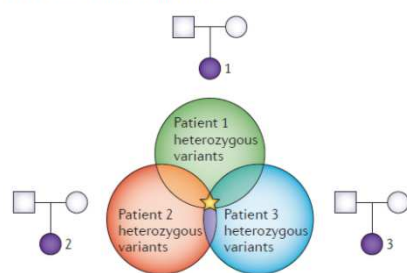 1
Patient 1
heterozygous
variants
Patient 2
heterozygous
variants
Patient 3
heterozygous
variants
2
3